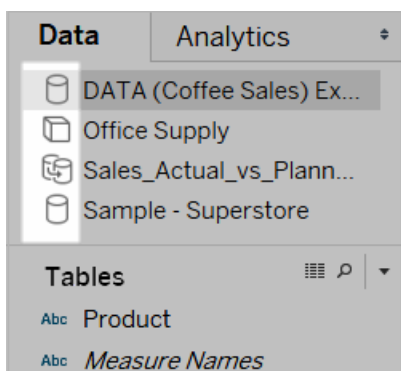 Data Analytics
DATA (Coffee Sales) Ex...
Office Supply
Sales_Actual_vs_Plann...
Sample - Superstore
Tables
Abc Product
Abc Measure Names